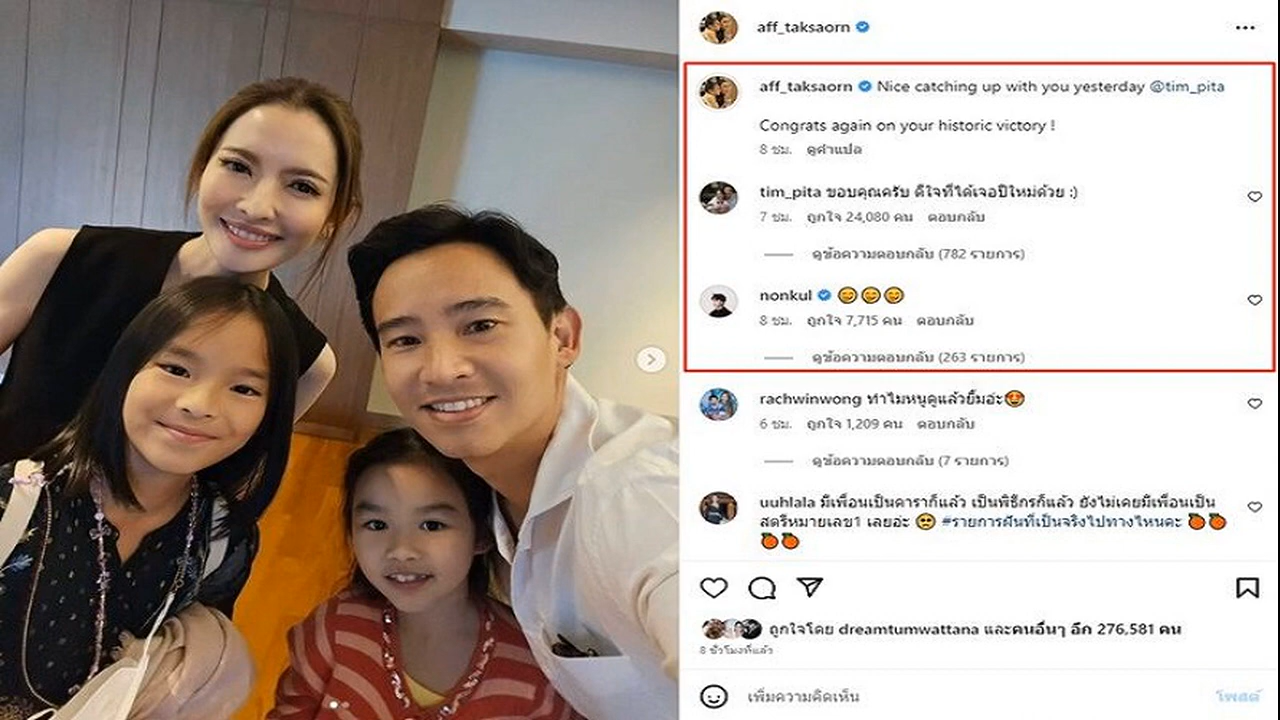 aff_taksaorn
aff_taksaorn Nice catching up with you yesterday @tim_pita
Congrats again on your historic victory !
8 ชม. ดูคำแปล
tim_pita ขอบคุณครับ ดีใจที่ได้เจอปีใหม่ด้วย :)
7 ชม. ถูกใจ 24,080 คน ตอบกลับ
ดูข้อความตอบกลับ (782 รายการ)
nonkul 😊😊😊
8 ชม. ถูกใจ 7,715 คน ตอบกลับ
ดูข้อความตอบกลับ (263 รายการ)
rachwinwong ทำไมหนูดูแล้วยิ้มอ่ะ🤩
6 ชม. ถูกใจ 1,209 คน ตอบกลับ
ดูข้อความตอบกลับ (7 รายการ)
uuhlala มีเพื่อนเป็นดาราก็แล้ว เป็นพิธีกรก็แล้ว ยังไม่เคยมีเพื่อนเป็น
สตรีหมายเลข1 เลยอ่ะ 🥺 #รายการฝันที่เป็นจริงไปทางไหนคะ 🍊🍊
🍊🍊
ถูกใจโดย dreamtumwattana และคนอื่นๆ อีก 276,581 คน
8 ชั่วโมงที่แล้ว
เพิ่มความคิดเห็น
โพสต์